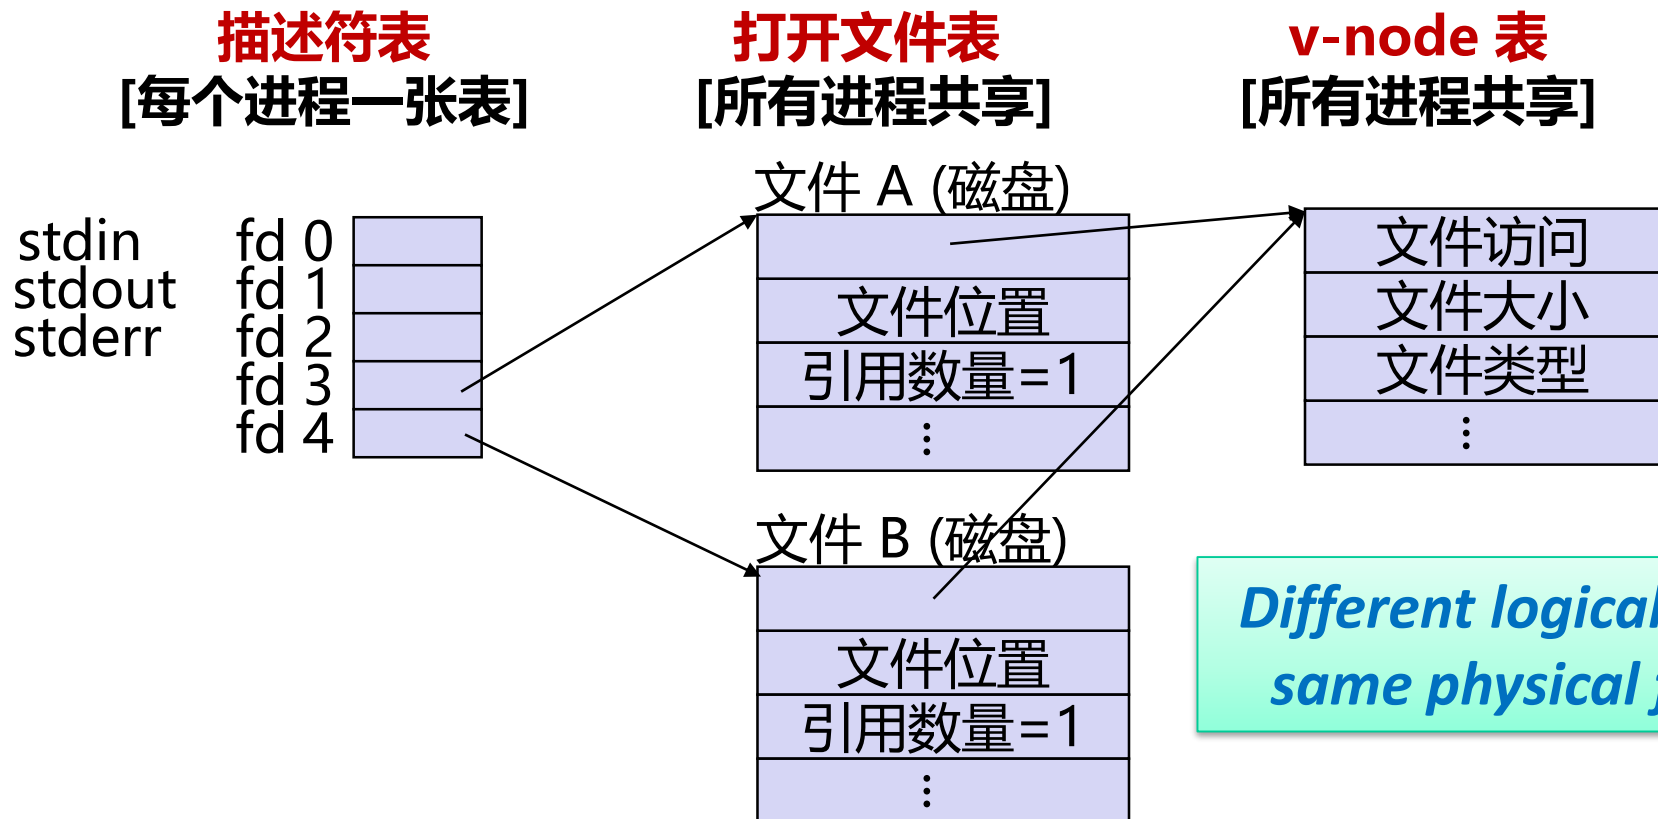 描述符表
[每个进程一张表]
打开文件表
[所有进程共享]
v-node 表
[所有进程共享]
stdin fd 0
stdout fd 1
stderr fd 2
fd 3
fd 4
文件 A (磁盘)
文件位置
引用数量=1
⋮
文件 B (磁盘)
文件位置
引用数量=1
⋮
文件访问
文件大小
文件类型
⋮
Different logical
same physical